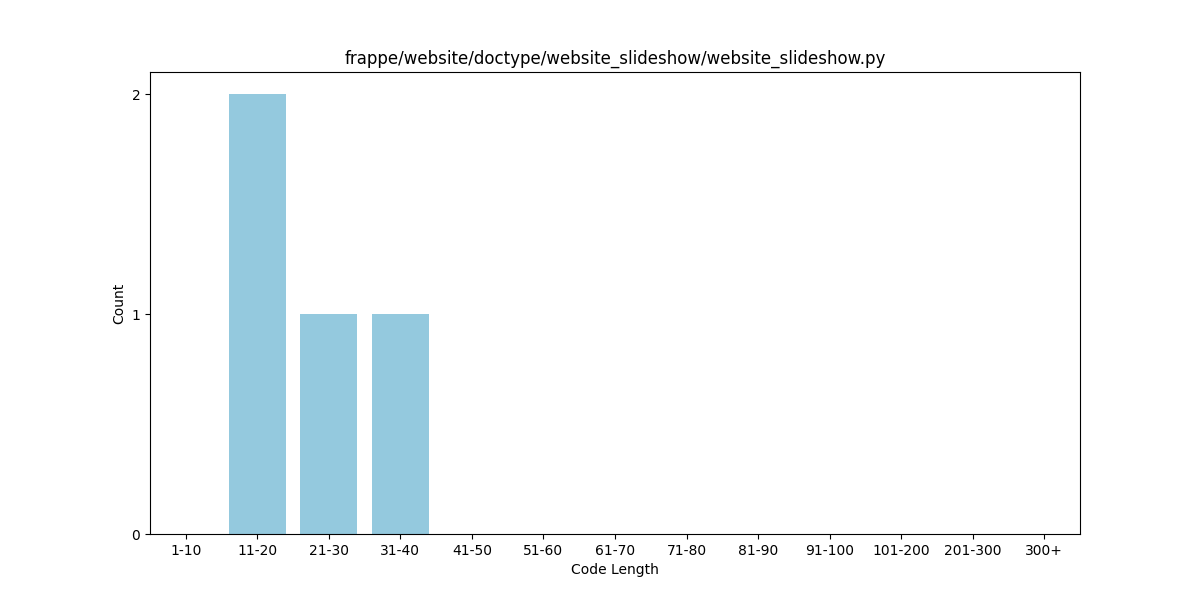 frappe/website/doctype/website_slideshow/website_slideshow.py
2
1
0
Count
1-10 11-20 21-30 31-40 41-50 51-60 61-70 71-80 81-90 91-100 101-200 201-300 300+
Code Length